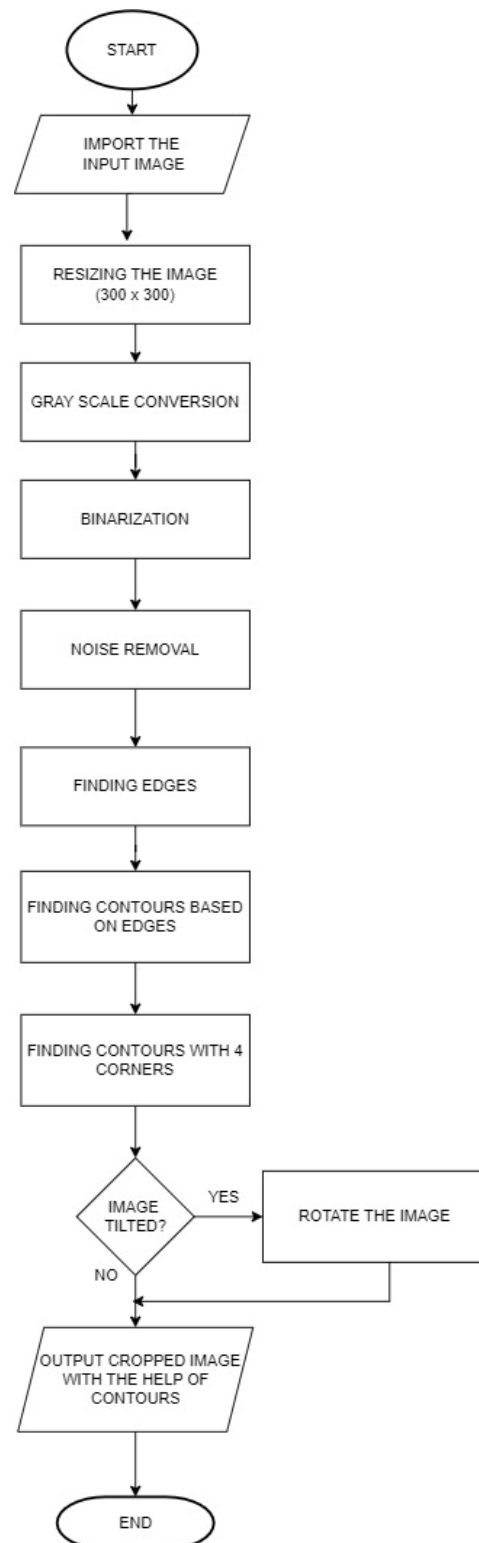 START
IMPORT THE
INPUT IMAGE
RESIZING THE IMAGE
(300 x 300)
GRAY SCALE CONVERSION
BINARIZATION
NOISE REMOVAL
FINDING EDGES
FINDING CONTOURS BASED
ON EDGES
FINDING CONTOURS WITH 4
CORNERS
IMAGE
TILTED?
YES
ROTATE THE IMAGE
NO
OUTPUT CROPPED IMAGE
WITH THE HELP OF
CONTOURS
END